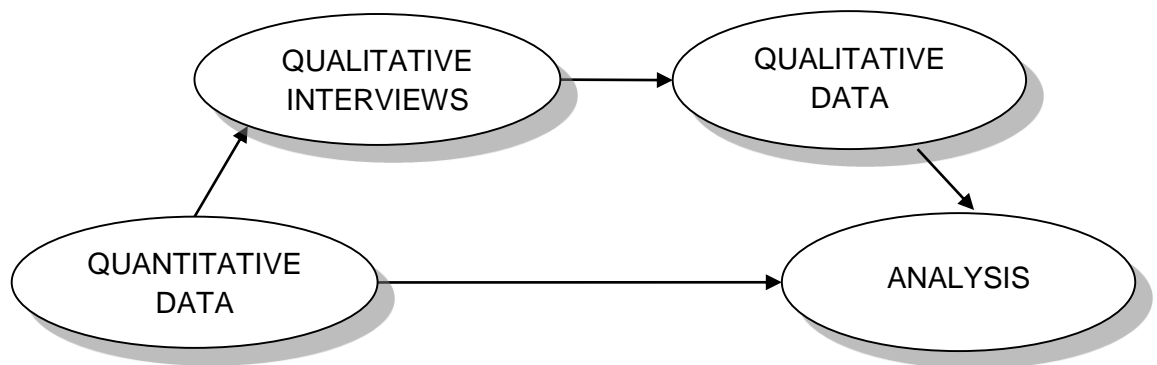 QUALITATIVE
INTERVIEWS
QUALITATIVE
DATA
QUANTITATIVE
DATA
ANALYSIS